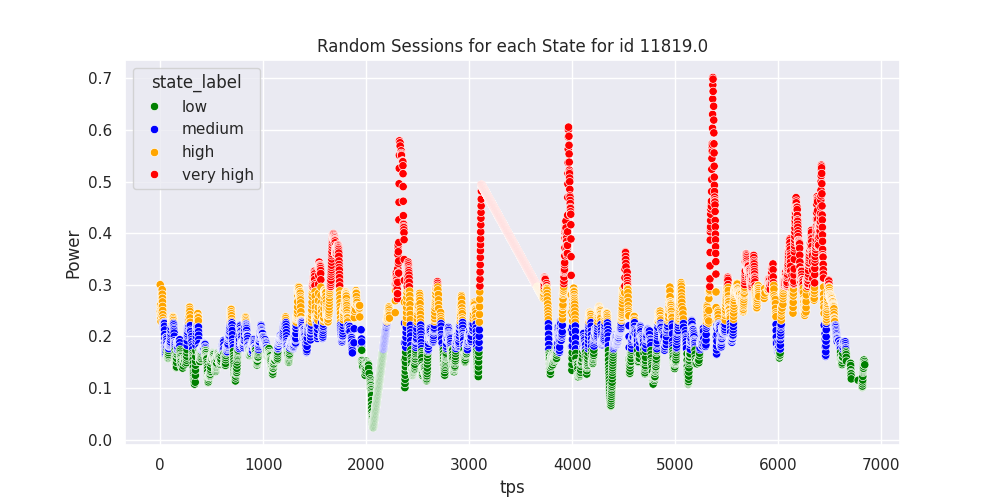 Random Sessions for each State for id 11819.0
state_label
low
medium
high
very high
Power
0.7
0.6
0.5
0.4
0.3
0.2
0.1
0.0
0 1000 2000 3000 4000 5000 6000 7000
tps